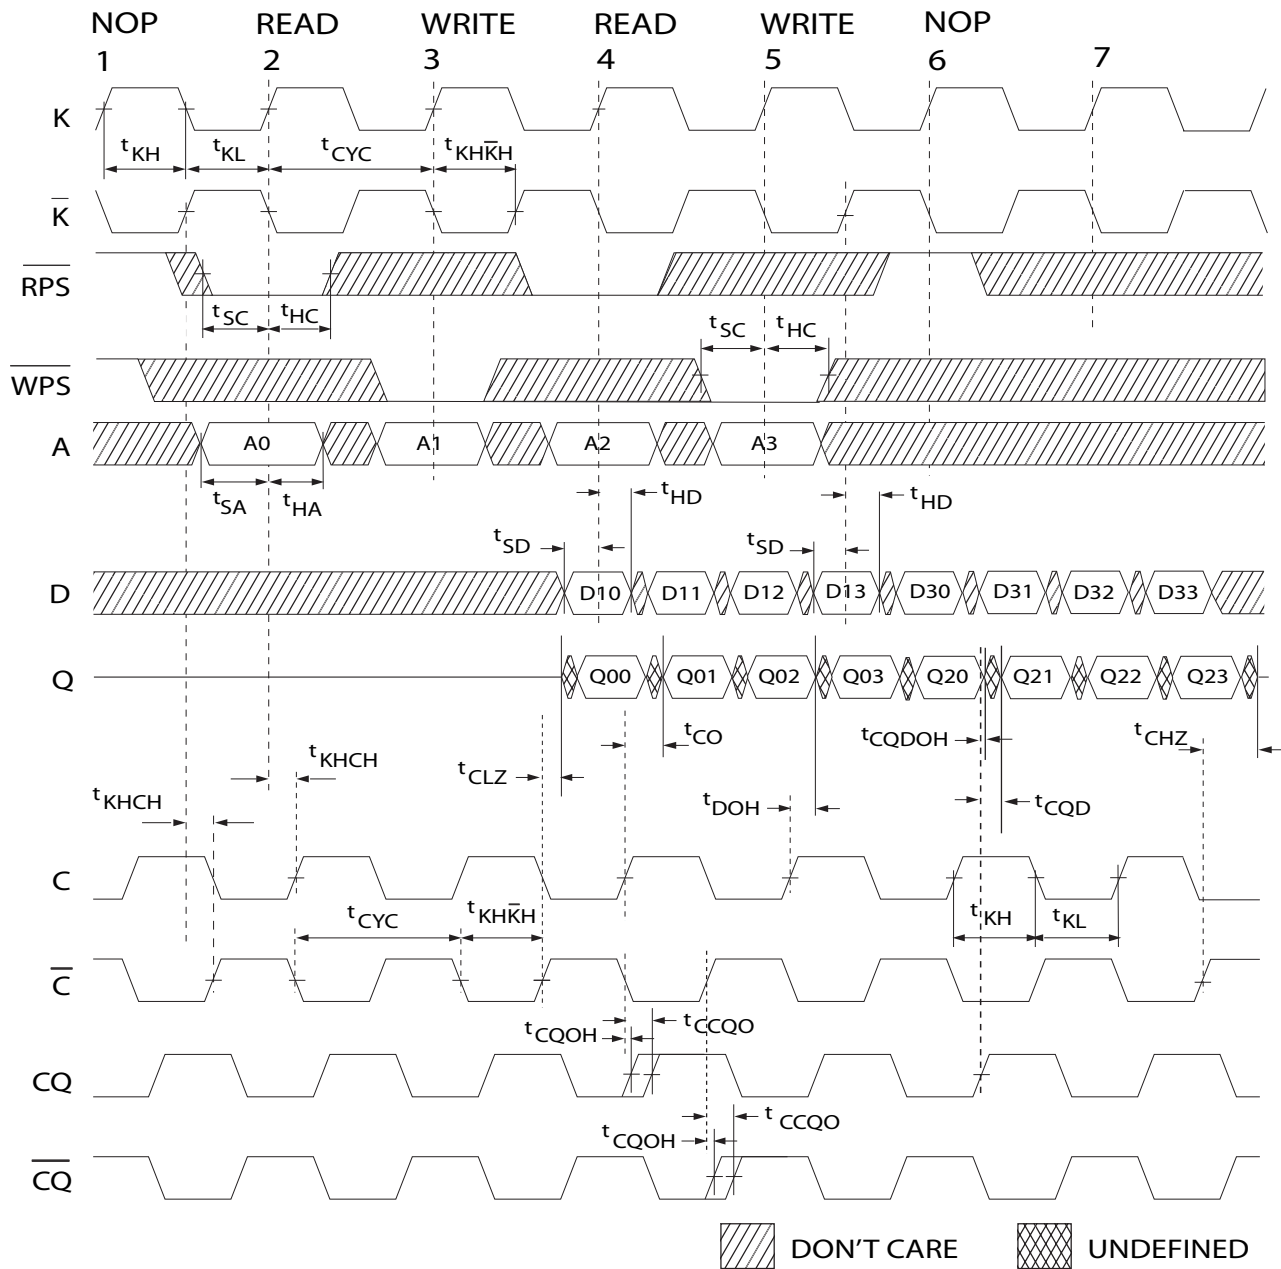 NOP READ WRITE READ WRITE NOP
1 2 3 4 5 6 7
K
tKH tKL tCYC tKHK̅H
K̅
R̅P̅S̅
tSC tHC
tSC tHC
W̅P̅S̅
A A0 A1 A2 A3
tSA tHA
tHD tHD
tSD tSD
D D10 D11 D12 D13 D30 D31 D32 D33
Q Q00 Q01 Q02 Q03 Q20 Q21 Q22 Q23
tCO tCQDOH tCHZ
tKHCH tCLZ
tKHCH tDOH tCQD
C
tCYC tKHK̅H tKH tKL
C̅
tCQOH tCCQO
CQ
tCQOH tCCQO
C̅Q̅
DON'T CARE UNDEFINED